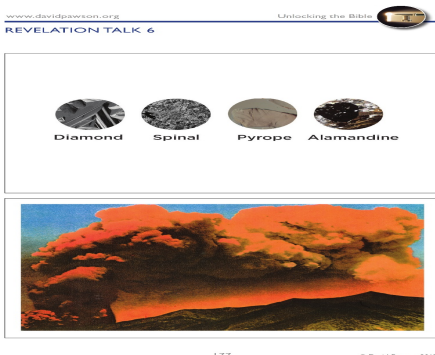 www.davidpawson.org Unlocking the Bible
REVELATION TALK 6
Diamond Spinal Pyrope Alamandine